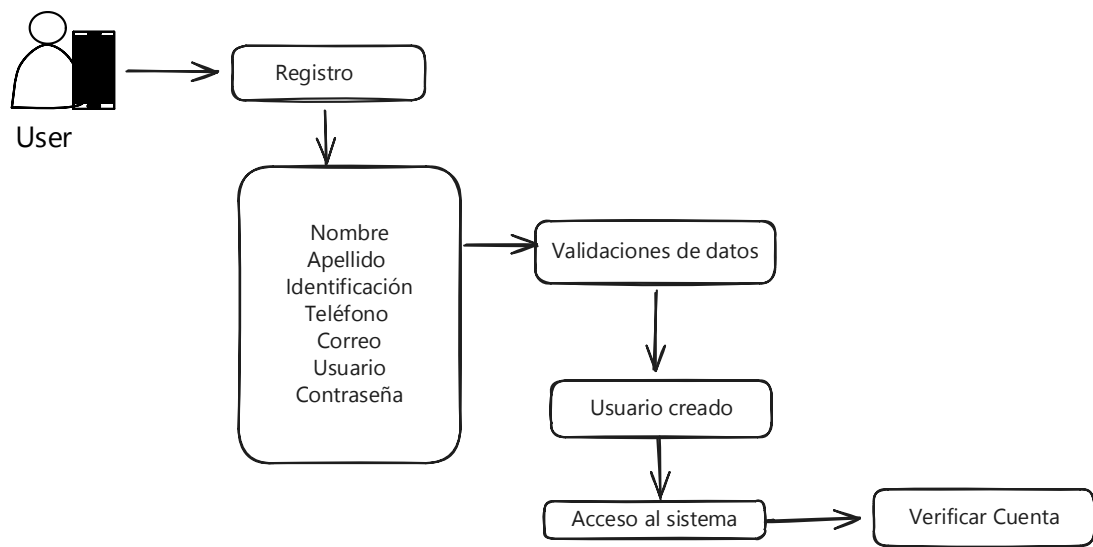 User
Registro
Nombre
Apellido
Identificación
Teléfono
Correo
Usuario
Contraseña
Validaciones de datos
Usuario creado
Acceso al sistema
Verificar Cuenta